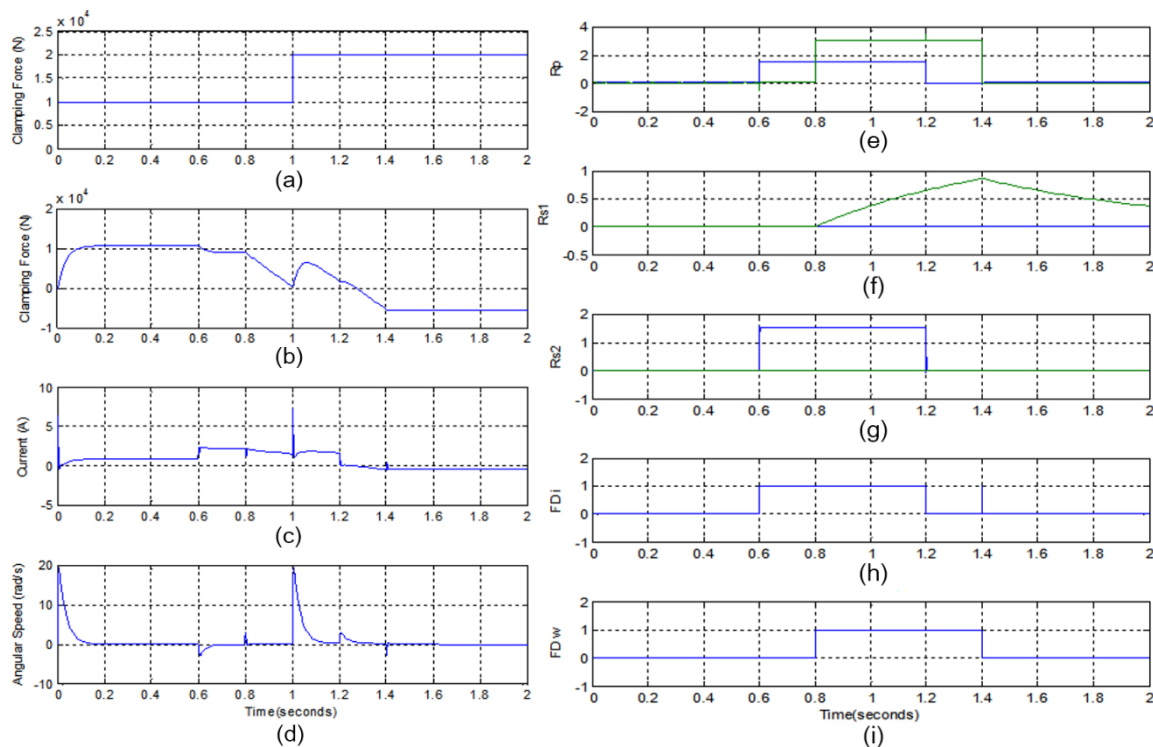 x 10^4
Clamping Force (N)
2.5
2
1.5
1
0.5
0
0 0.2 0.4 0.6 0.8 1 1.2 1.4 1.6 1.8 2
(a)
x 10^4
Clamping Force (N)
2
1
0
-1
0 0.2 0.4 0.6 0.8 1 1.2 1.4 1.6 1.8 2
(b)
Current (A)
10
5
0
-5
0 0.2 0.4 0.6 0.8 1 1.2 1.4 1.6 1.8 2
(c)
Angular Speed (rad/s)
20
10
0
-10
0 0.2 0.4 0.6 0.8 1 1.2 1.4 1.6 1.8 2
Time(seconds)
(d)
Rp
4
2
0
-2
0 0.2 0.4 0.6 0.8 1 1.2 1.4 1.6 1.8 2
(e)
Rs1
1
0.5
0
-0.5
0 0.2 0.4 0.6 0.8 1 1.2 1.4 1.6 1.8 2
(f)
Rs2
2
1
0
-1
0 0.2 0.4 0.6 0.8 1 1.2 1.4 1.6 1.8 2
(g)
FDi
2
1
0
-1
0 0.2 0.4 0.6 0.8 1 1.2 1.4 1.6 1.8 2
(h)
FDw
2
1
0
-1
0 0.2 0.4 0.6 0.8 1 1.2 1.4 1.6 1.8 2
Time(seconds)
(i)